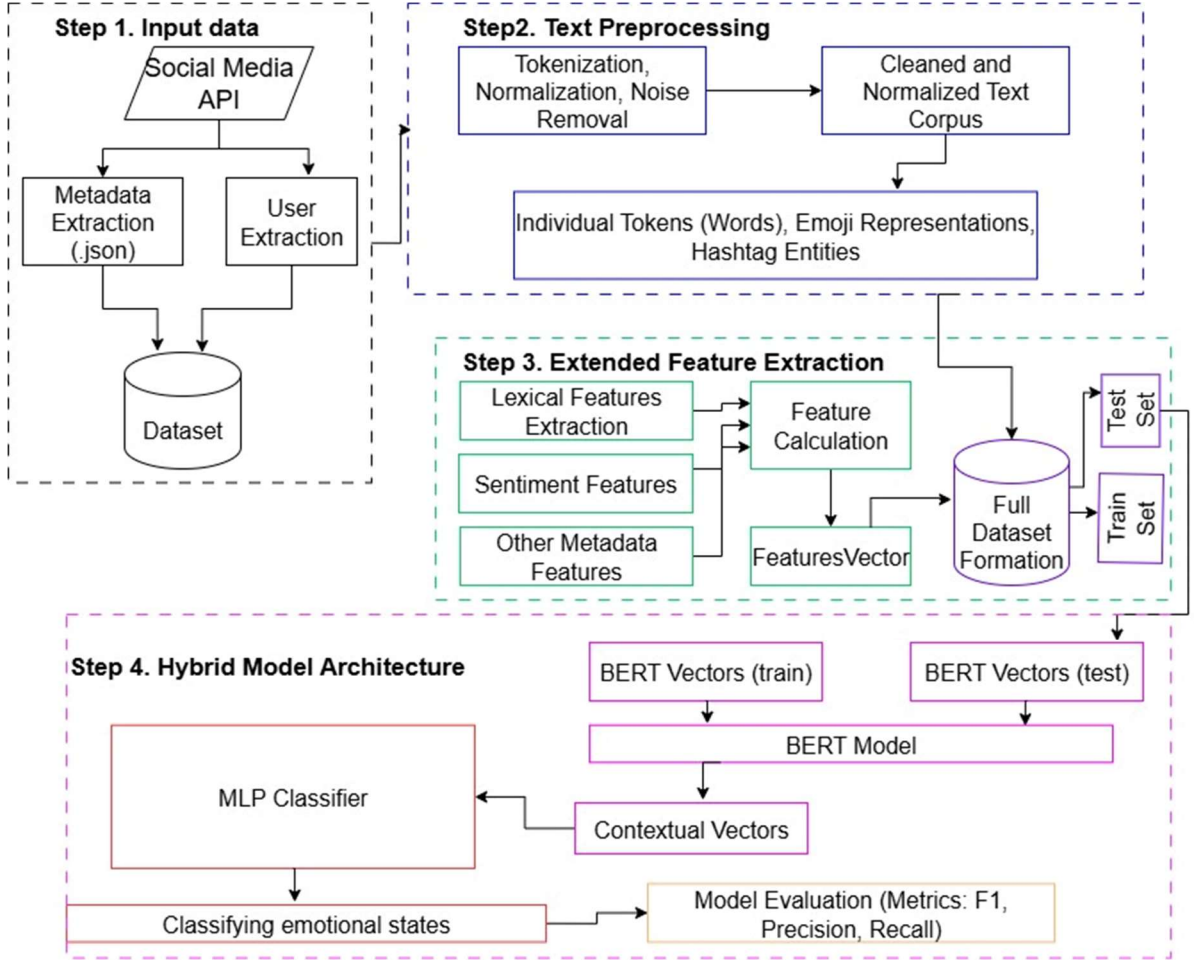 Step 1. Input data
Social Media
API
Metadata
Extraction
(.json)
User
Extraction
Dataset
Step2. Text Preprocessing
Tokenization,
Normalization, Noise
Removal
Cleaned and
Normalized Text
Corpus
Individual Tokens (Words), Emoji Representations,
Hashtag Entities
Step 3. Extended Feature Extraction
Lexical Features
Extraction
Sentiment Features
Other Metadata
Features
Feature
Calculation
FeaturesVector
Full
Dataset
Formation
Test
Set
Train
Set
Step 4. Hybrid Model Architecture
BERT Vectors (train)
BERT Vectors (test)
BERT Model
Contextual Vectors
MLP Classifier
Classifying emotional states
Model Evaluation (Metrics: F1,
Precision, Recall)